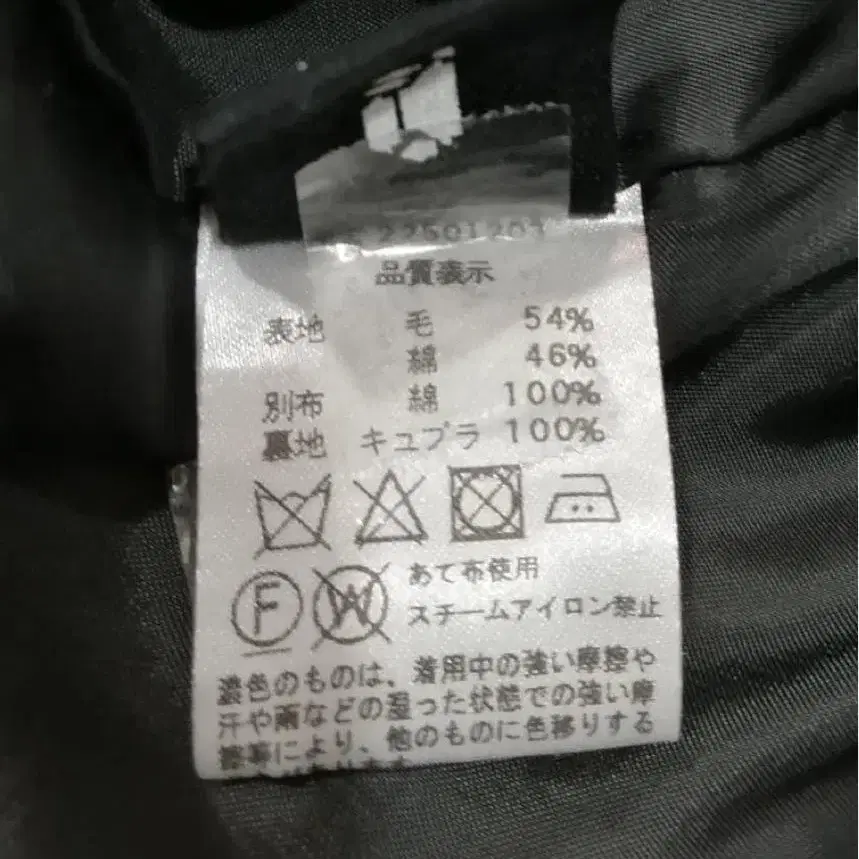 22501203
品質表示
表地 毛 54%
綿 46%
別布 綿 100%
裏地 キュプラ 100%
F W
あて布使用
スチームアイロン禁止
濃色のものは、着用中の強い摩擦や
汗や雨などの湿った状態での強い摩
擦等により、他のものに色移りする